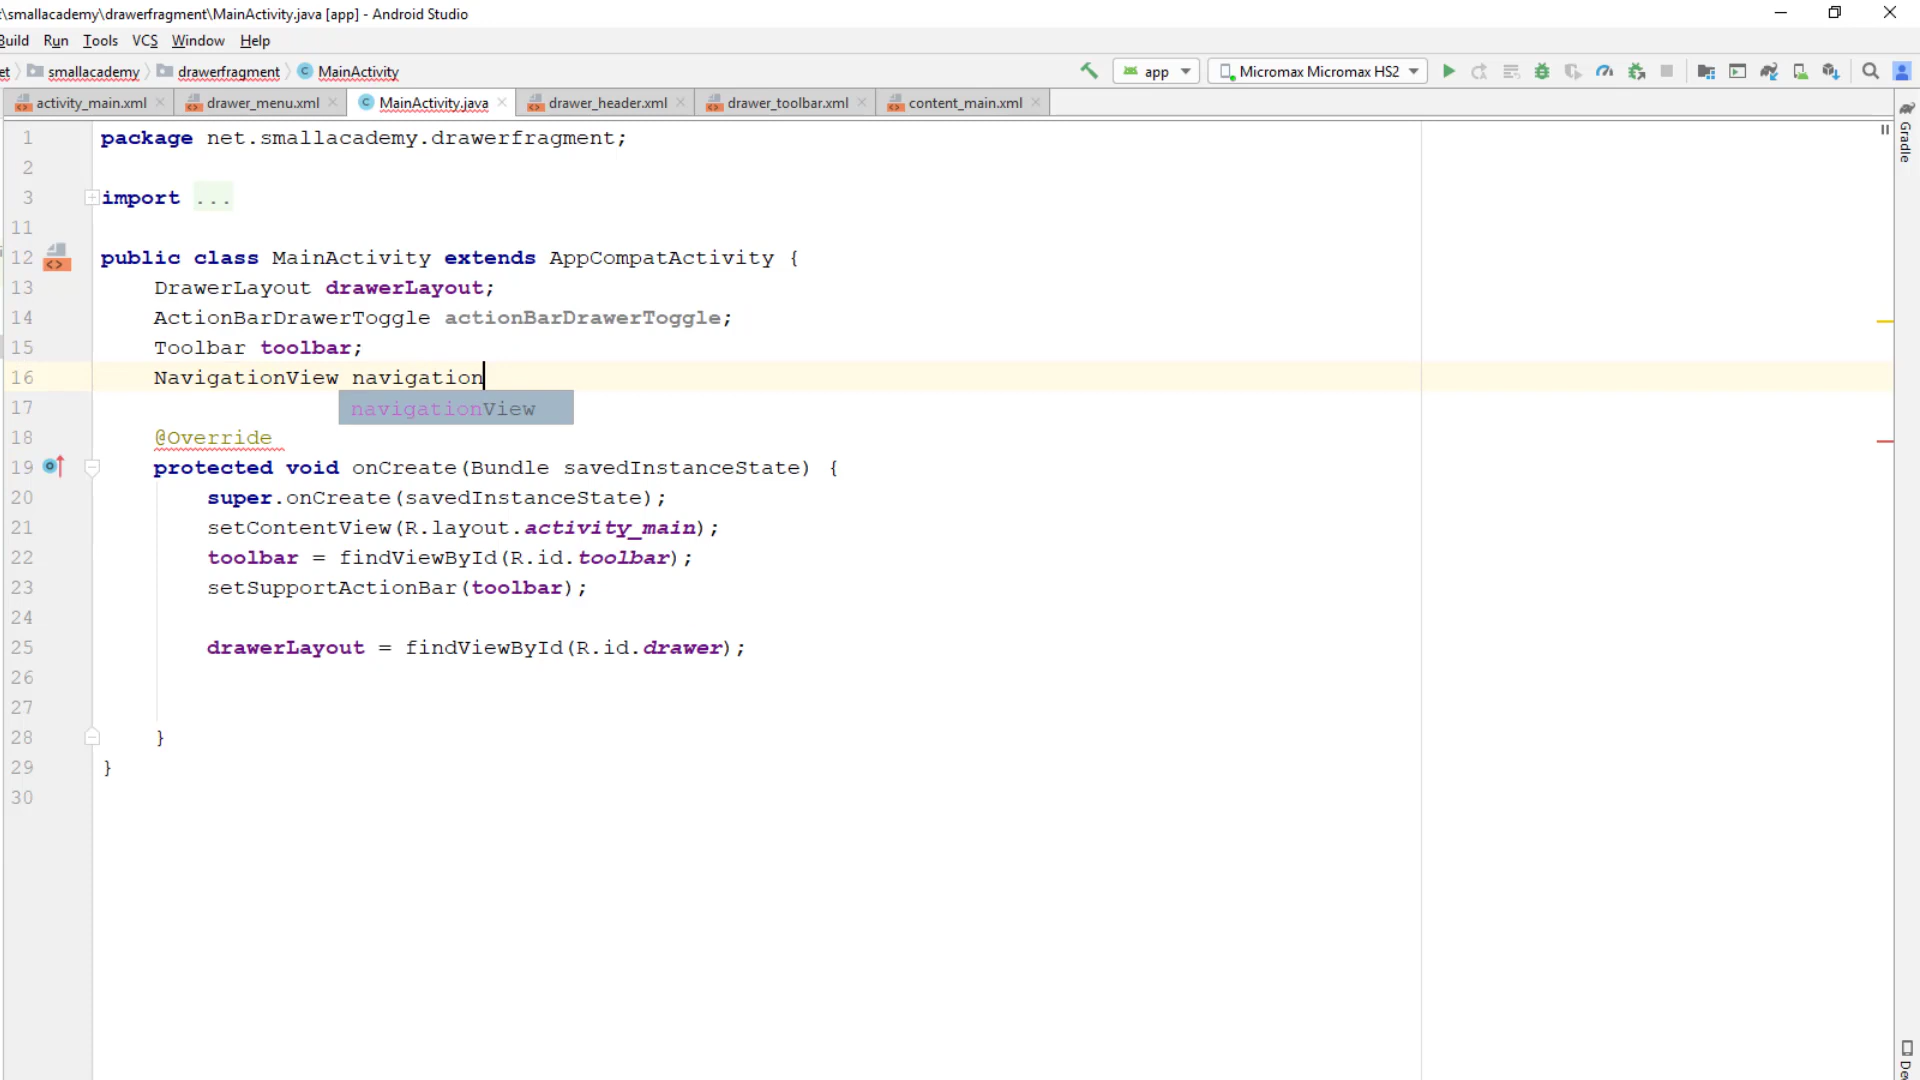 \smallacademy\drawerfragment\MainActivity.java [app] - Android Studio
Build Run Tools VCS Window Help
et smallacademy drawerfragment MainActivity app Micromax Micromax HS2
activity_main.xml drawer_menu.xml MainActivity.java drawer_header.xml drawer_toolbar.xml content_main.xml
Gradle
1 package net.smallacademy.drawerfragment;
2
3 import ...
11
12 public class MainActivity extends AppCompatActivity {
13 DrawerLayout drawerLayout;
14 ActionBarDrawerToggle actionBarDrawerToggle;
15 Toolbar toolbar;
16 NavigationView navigation
17 navigationView
18 @Override
19 protected void onCreate(Bundle savedInstanceState) {
20 super.onCreate(savedInstanceState);
21 setContentView(R.layout.activity_main);
22 toolbar = findViewById(R.id.toolbar);
23 setSupportActionBar(toolbar);
24
25 drawerLayout = findViewById(R.id.drawer);
26
27
28 }
29 }
30